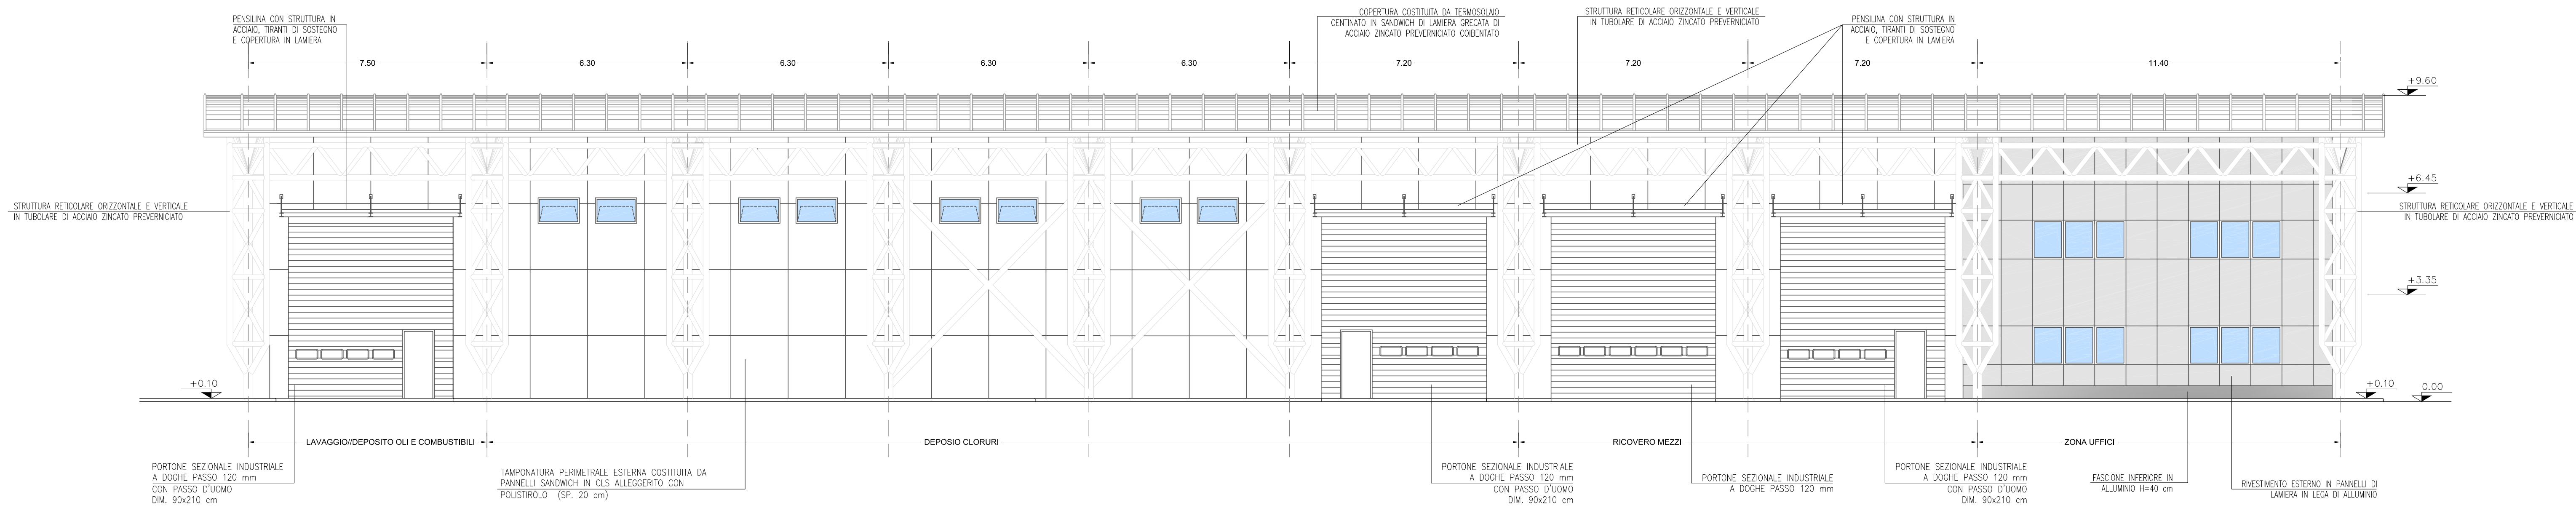 PENSILINA CON STRUTTURA IN
ACCIAIO, TIRANTI DI SOSTEGNO
E COPERTURA IN LAMIERA
COPERTURA COSTITUITA DA TERMOSOLAIO
CENTINATO IN SANDWICH DI LAMIERA GRECATA DI
ACCIAIO ZINCATO PREVERNICIATO COIBENTATO
STRUTTURA RETICOLARE ORIZZONTALE E VERTICALE
IN TUBOLARE DI ACCIAIO ZINCATO PREVERNICIATO
PENSILINA CON STRUTTURA IN
ACCIAIO, TIRANTI DI SOSTEGNO
E COPERTURA IN LAMIERA
7.50
6.30
6.30
6.30
6.30
7.20
7.20
7.20
11.40
+9.60
+6.45
STRUTTURA RETICOLARE ORIZZONTALE E VERTICALE
IN TUBOLARE DI ACCIAIO ZINCATO PREVERNICIATO
STRUTTURA RETICOLARE ORIZZONTALE E VERTICALE
IN TUBOLARE DI ACCIAIO ZINCATO PREVERNICIATO
+3.35
+0.10
+0.10
0.00
LAVAGGIO//DEPOSITO OLI E COMBUSTIBILI
DEPOSIO CLORURI
RICOVERO MEZZI
ZONA UFFICI
PORTONE SEZIONALE INDUSTRIALE
A DOGHE PASSO 120 mm
CON PASSO D'UOMO
DIM. 90x210 cm
TAMPONATURA PERIMETRALE ESTERNA COSTITUITA DA
PANNELLI SANDWICH IN CLS ALLEGGERITO CON
POLISTIROLO (SP. 20 cm)
PORTONE SEZIONALE INDUSTRIALE
A DOGHE PASSO 120 mm
CON PASSO D'UOMO
DIM. 90x210 cm
PORTONE SEZIONALE INDUSTRIALE
A DOGHE PASSO 120 mm
PORTONE SEZIONALE INDUSTRIALE
A DOGHE PASSO 120 mm
CON PASSO D'UOMO
DIM. 90x210 cm
FASCIONE INFERIORE IN
ALLUMINIO H=40 cm
RIVESTIMENTO ESTERNO IN PANNELLI DI
LAMIERA IN LEGA DI ALLUMINIO